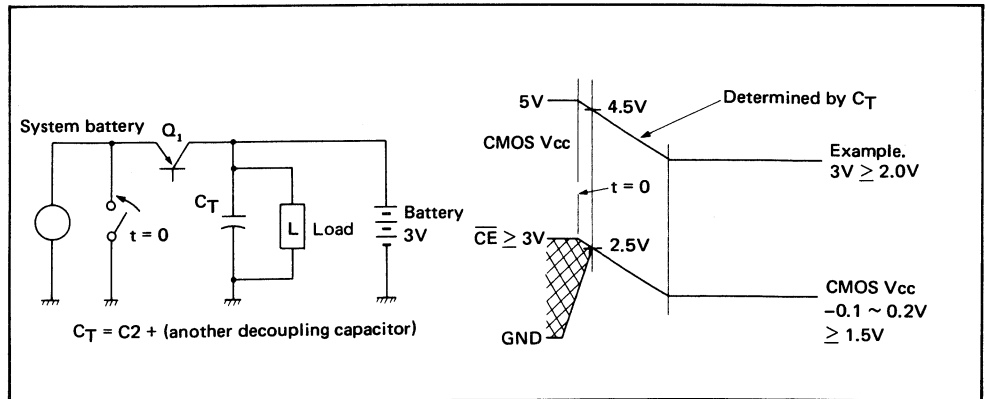 System battery
Q1
CT
t = 0
L Load
Battery
3V
CT = C2 + (another decoupling capacitor)
5V
4.5V
Determined by CT
CMOS Vcc
Example.
3V ≥ 2.0V
t = 0
CE ≥ 3V
2.5V
CMOS Vcc
−0.1 ~ 0.2V
≥ 1.5V
GND